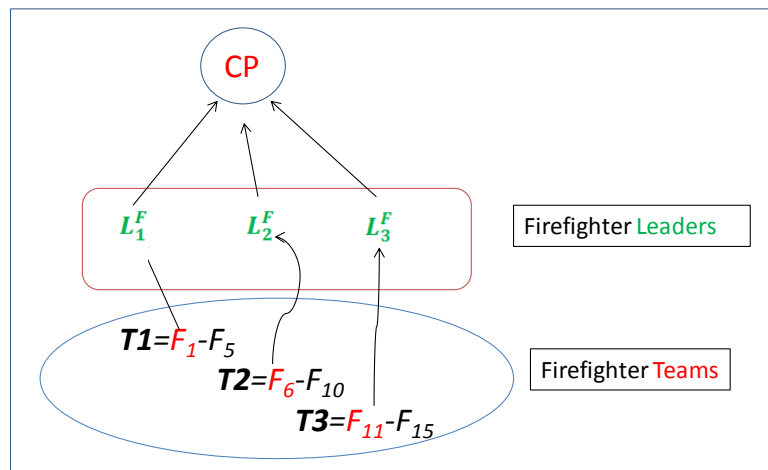 CP
L₁ᶠ L₂ᶠ L₃ᶠ
Firefighter Leaders
T1=F₁-F₅
T2=F₆-F₁₀
T3=F₁₁-F₁₅
Firefighter Teams